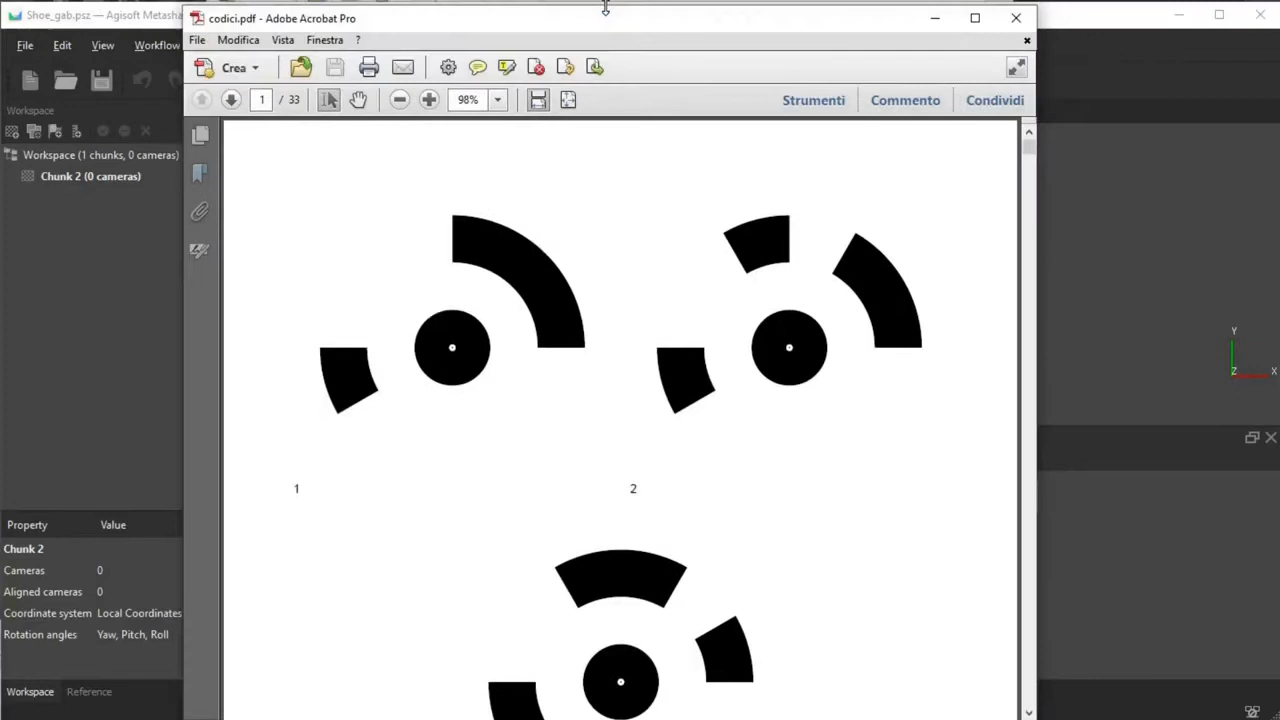 Shoe_gab.psz — Agisoft Metasha
codici.pdf - Adobe Acrobat Pro
File Edit View Workflow
File Modifica Vista Finestra ?
Crea
1 / 33 98% Strumenti Commento Condividi
Workspace
Workspace (1 chunks, 0 cameras)
Chunk 2 (0 cameras)
1 2
Y
Z X
Property Value
Chunk 2
Cameras 0
Aligned cameras 0
Coordinate system Local Coordinates
Rotation angles Yaw, Pitch, Roll
Workspace Reference